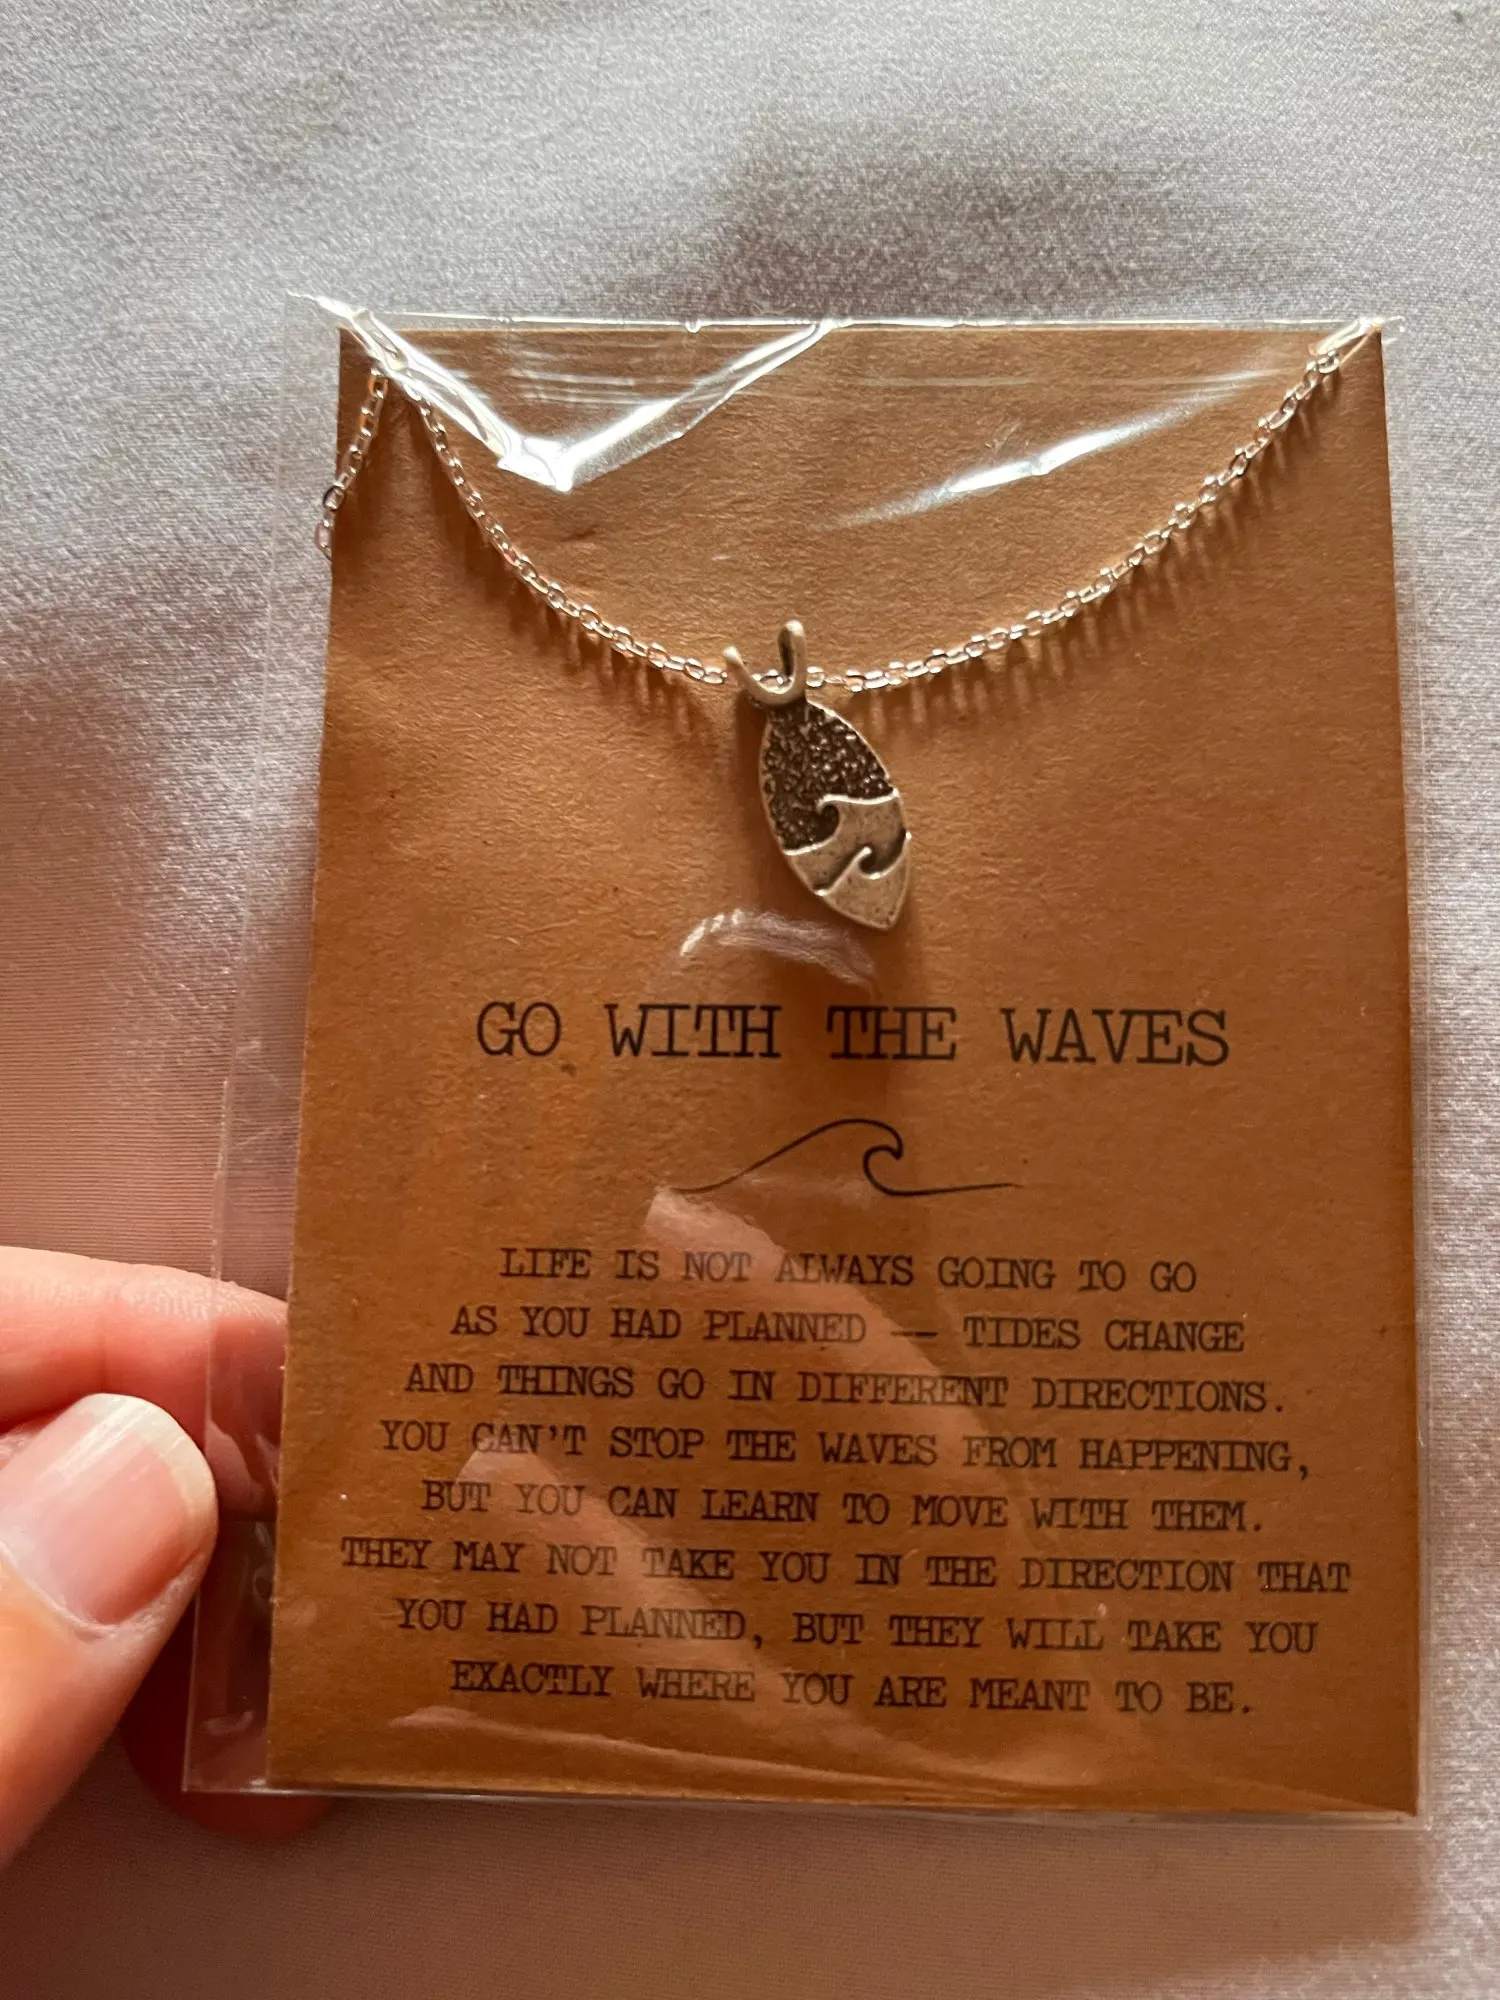 GO WITH THE WAVES
LIFE IS NOT ALWAYS GOING TO GO
AS YOU HAD PLANNED — TIDES CHANGE
AND THINGS GO IN DIFFERENT DIRECTIONS.
YOU CAN'T STOP THE WAVES FROM HAPPENING,
BUT YOU CAN LEARN TO MOVE WITH THEM.
THEY MAY NOT TAKE YOU IN THE DIRECTION THAT
YOU HAD PLANNED, BUT THEY WILL TAKE YOU
EXACTLY WHERE YOU ARE MEANT TO BE.